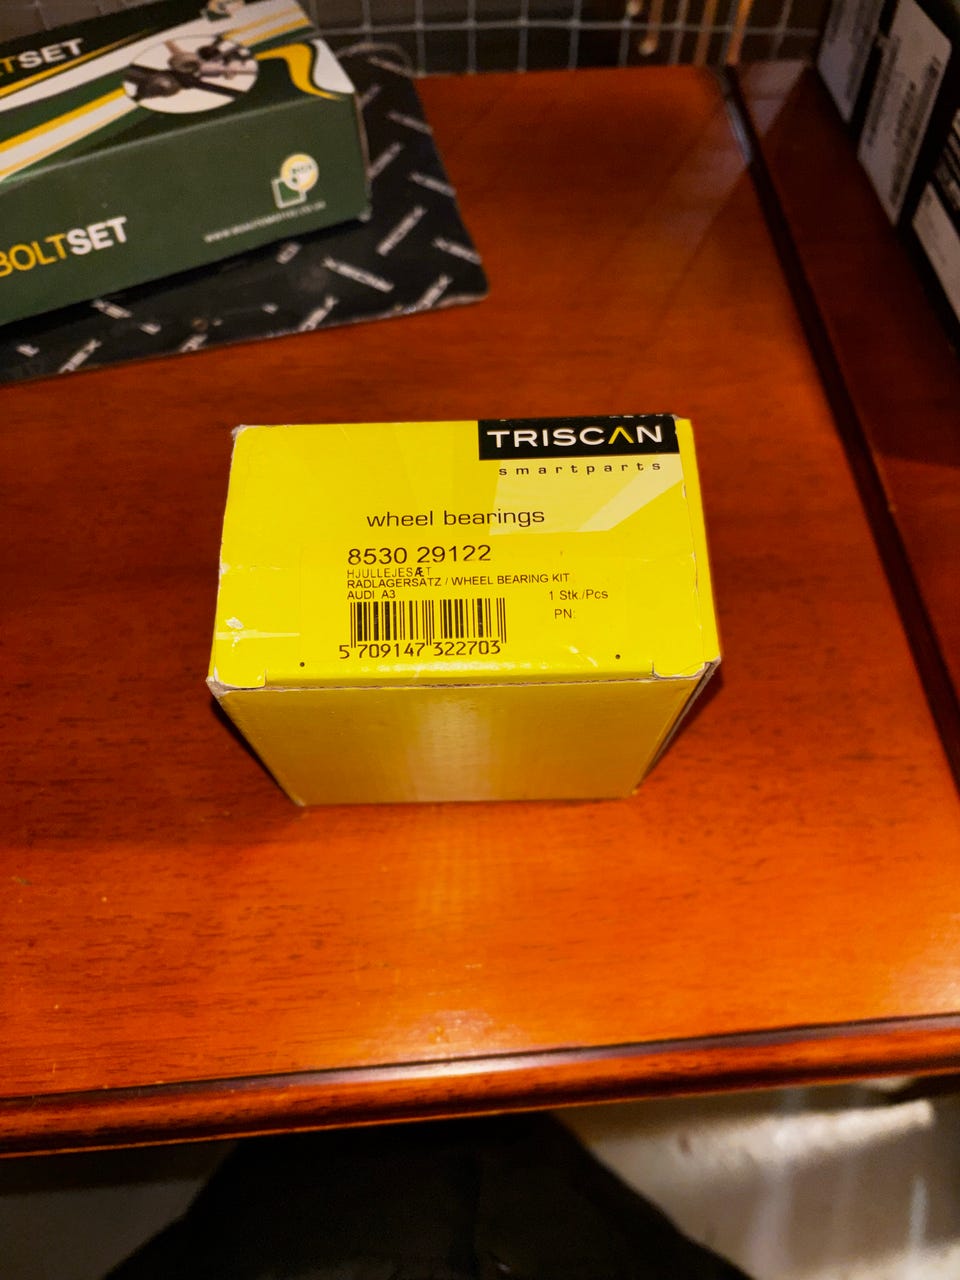 TSET
BOLTSET
TRISCAN
smartparts
wheel bearings
8530 29122
HJULLEJESÆT
RADLAGERSATZ / WHEEL BEARING KIT
AUDI A3
1 Stk./Pcs
PN:
5 709147 322703